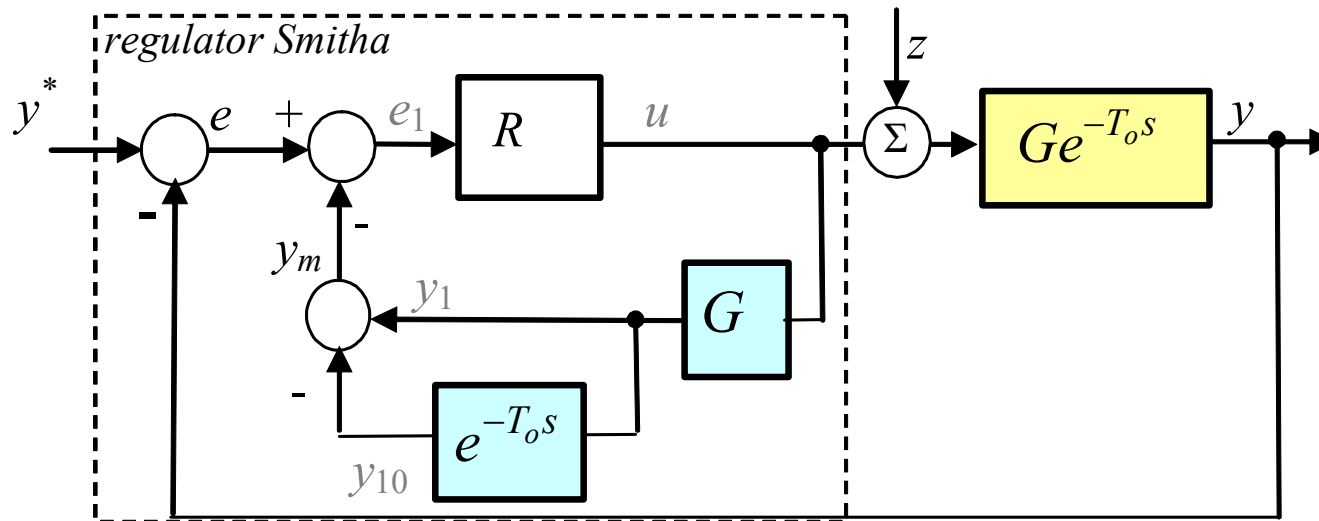 regulator Smitha
z
y*
e
+
e₁
R
u
Σ
Ge^{-Tₒs}
y
-
-
yₘ
y₁
G
-
e^{-Tₒs}
y₁₀